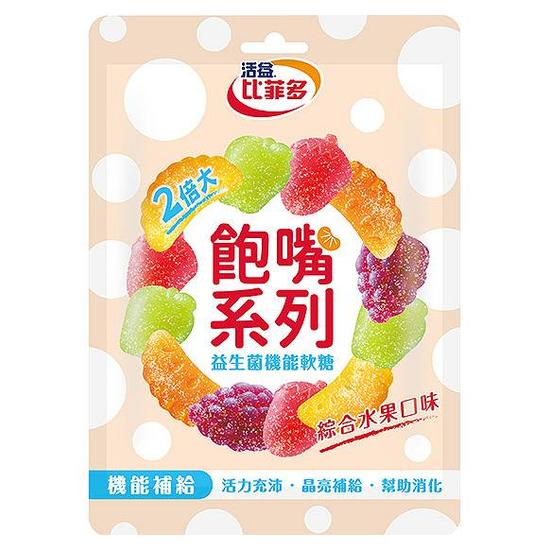 活益
比菲多
2倍大
飽嘴
系列
益生菌機能軟糖
綜合水果口味
機能補給
活力充沛・晶亮補給・幫助消化